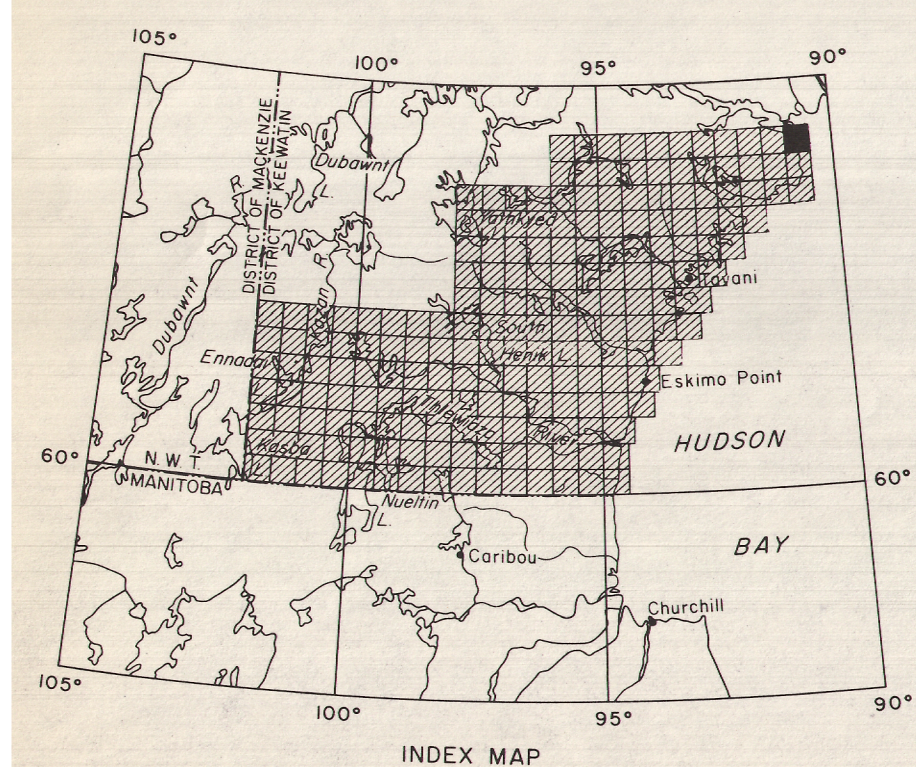 105°
100°
95°
90°
DISTRICT OF MACKENZIE
DISTRICT OF KEEWATIN
Dubawnt
L.
R.
Yathkyed
L.
R.
Tavani
Kazan
Dubawnt
South
Henik L.
Ennadai
Eskimo Point
Thlewiaza
River
HUDSON
Kasba
L.
60°
N. W. T.
MANITOBA
60°
Nueltin
L.
BAY
Caribou
Churchill
105°
100°
95°
90°
INDEX MAP